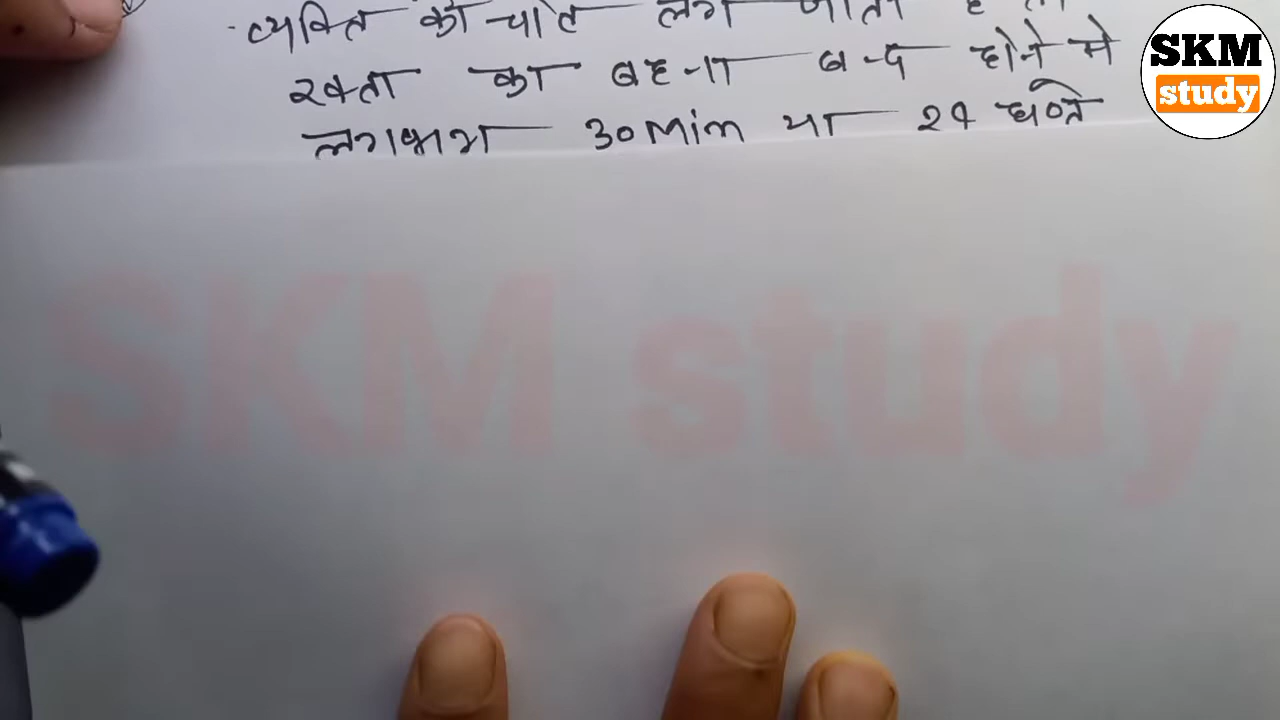 व्यक्ति को चोट लग जाता है तो
रक्ता का बहना बन्द होने मे
लगभग 30 Min या 24 घण्टे
SKM
study
SKM study